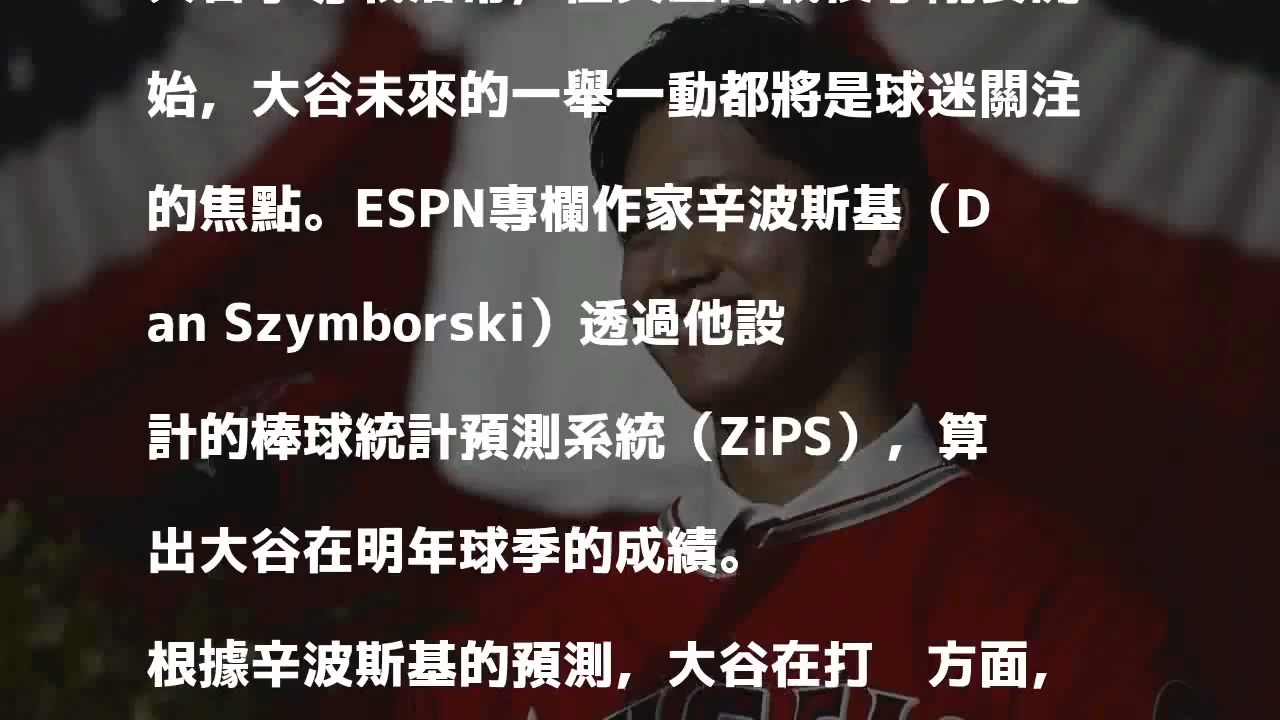 始，大谷未來的一舉一動都將是球迷關注
的焦點。ESPN專欄作家辛波斯基（D
an Szymborski）透過他設
計的棒球統計預測系統（ZiPS），算
出大谷在明年球季的成績。
根據辛波斯基的預測，大谷在打　方面，